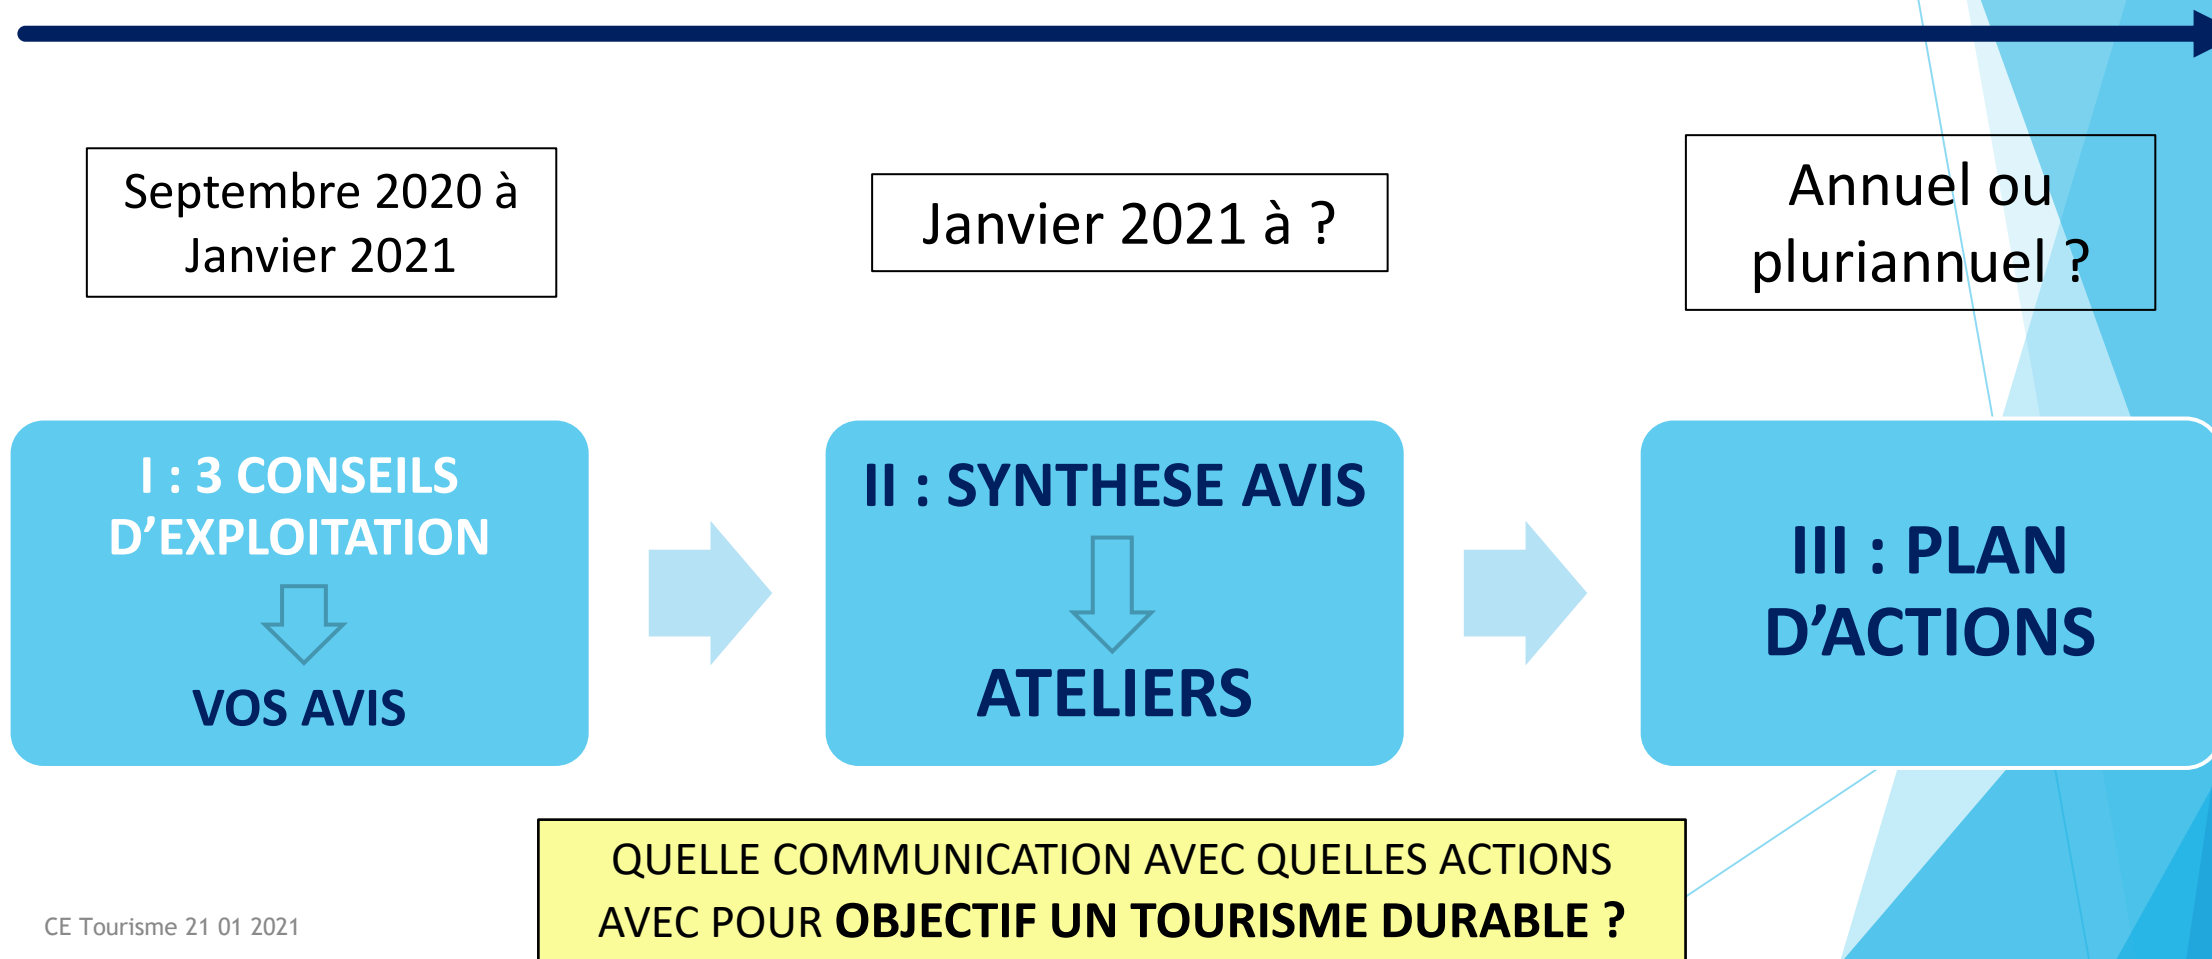 Septembre 2020 à
Janvier 2021
Janvier 2021 à ?
Annuel ou
pluriannuel ?
I : 3 CONSEILS
D’EXPLOITATION
VOS AVIS
II : SYNTHESE AVIS
ATELIERS
III : PLAN
D’ACTIONS
QUELLE COMMUNICATION AVEC QUELLES ACTIONS
AVEC POUR OBJECTIF UN TOURISME DURABLE ?
CE Tourisme 21 01 2021